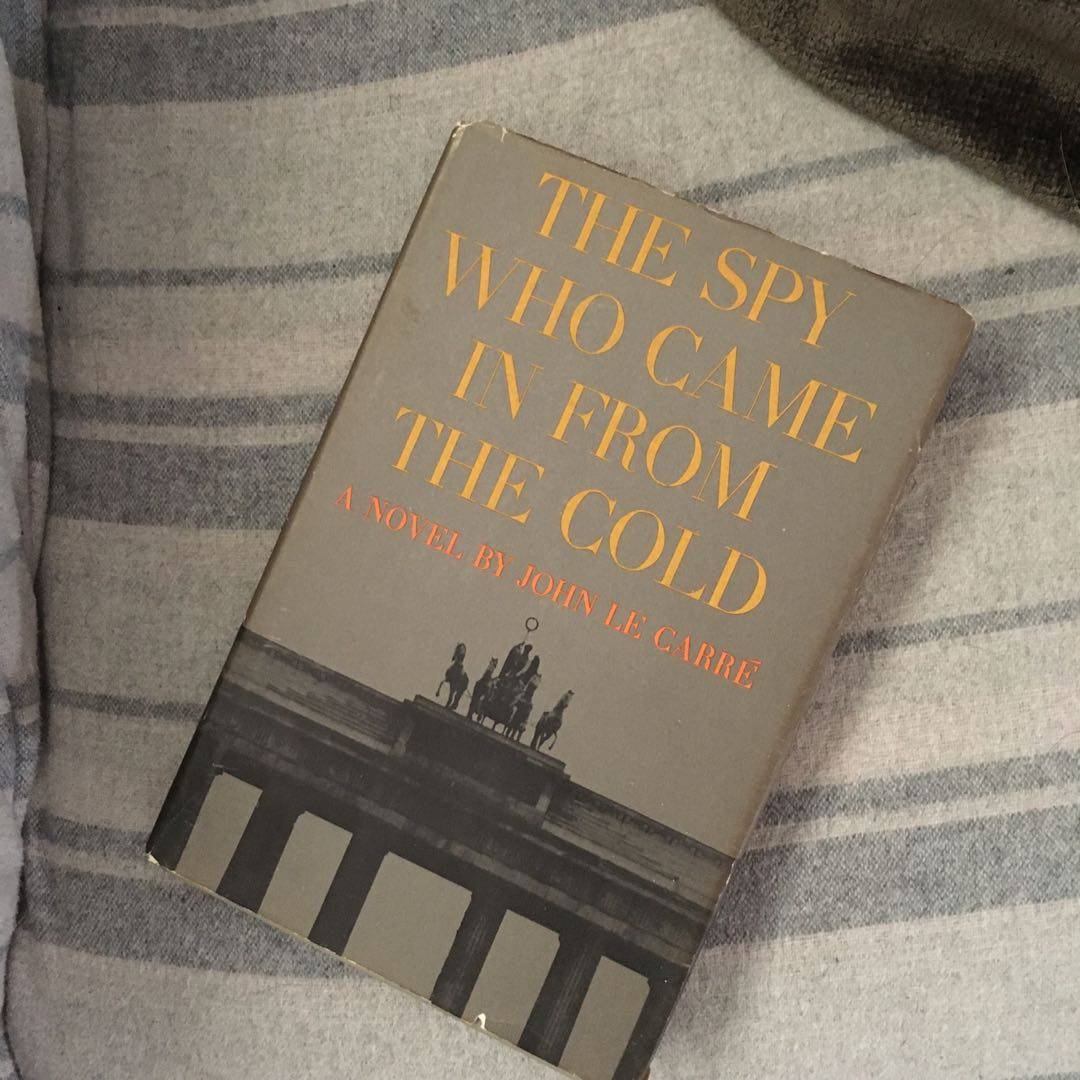 THE SPY
WHO CAME
IN FROM
THE COLD
A NOVEL BY JOHN LE CARRÉ